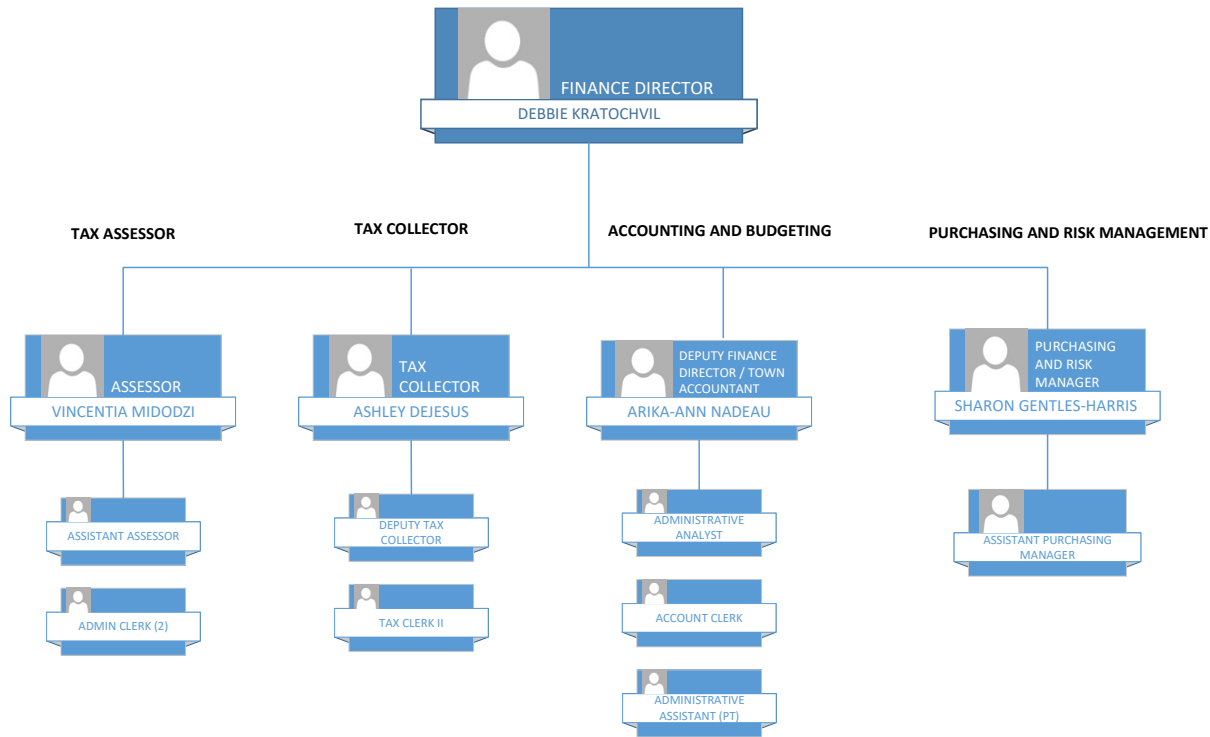 FINANCE DIRECTOR
DEBBIE KRATOCHVIL
TAX ASSESSOR
TAX COLLECTOR
ACCOUNTING AND BUDGETING
PURCHASING AND RISK MANAGEMENT
ASSESSOR
VINCENTIA MIDODZI
TAX
COLLECTOR
ASHLEY DEJESUS
DEPUTY FINANCE
DIRECTOR / TOWN
ACCOUNTANT
ARIKA-ANN NADEAU
PURCHASING
AND RISK
MANAGER
SHARON GENTLES-HARRIS
ASSISTANT ASSESSOR
DEPUTY TAX
COLLECTOR
ADMINISTRATIVE
ANALYST
ASSISTANT PURCHASING
MANAGER
ADMIN CLERK (2)
TAX CLERK II
ACCOUNT CLERK
ADMINISTRATIVE
ASSISTANT (PT)